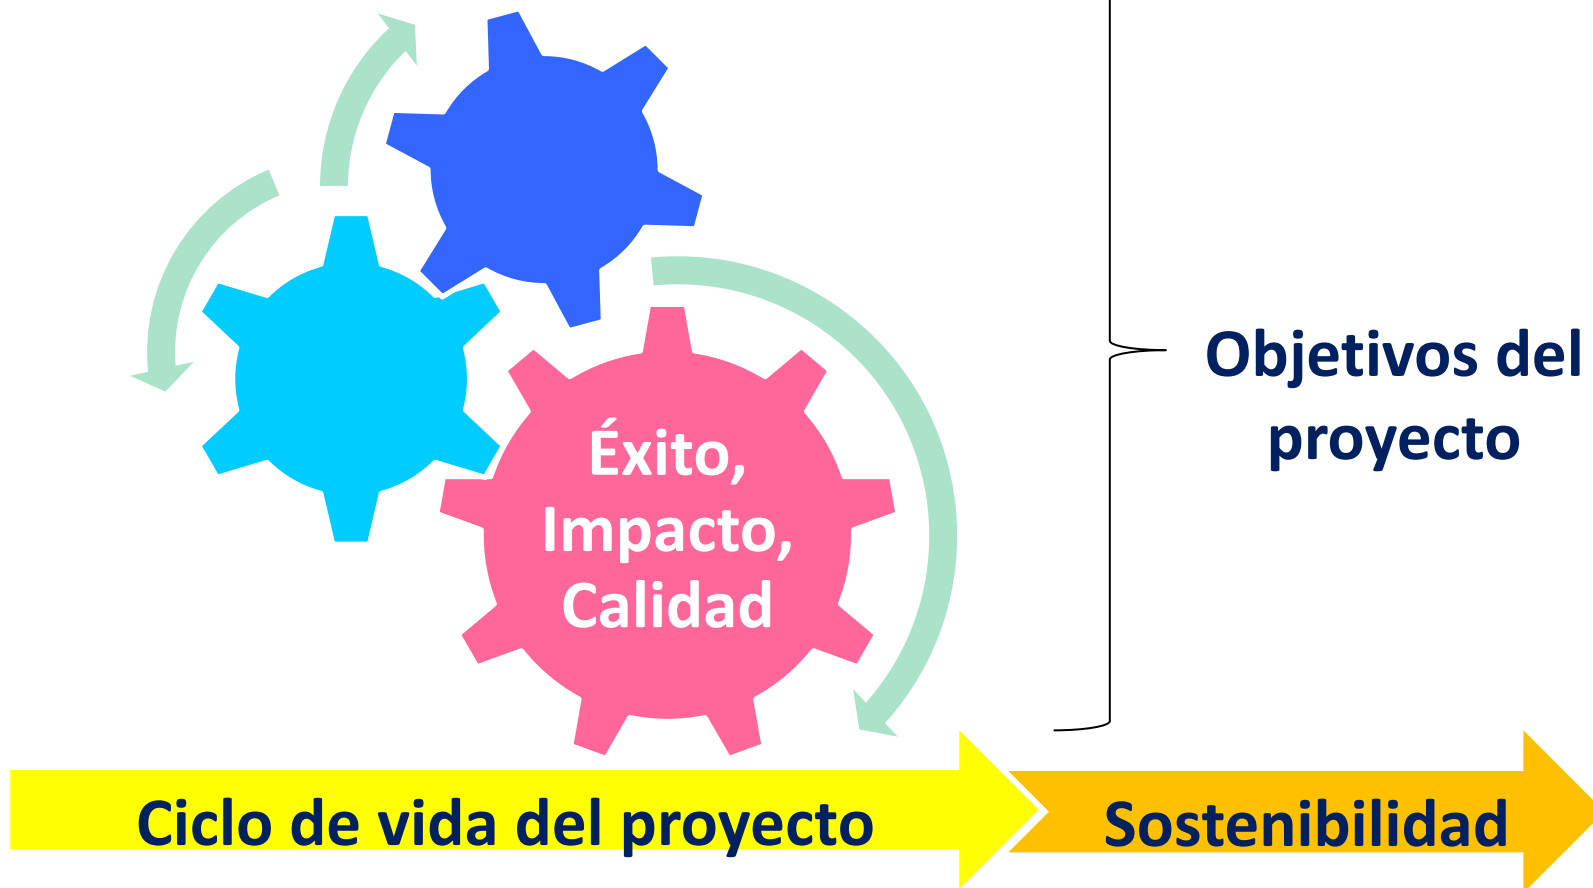 Éxito,
Impacto,
Calidad
Objetivos del
proyecto
Ciclo de vida del proyecto
Sostenibilidad